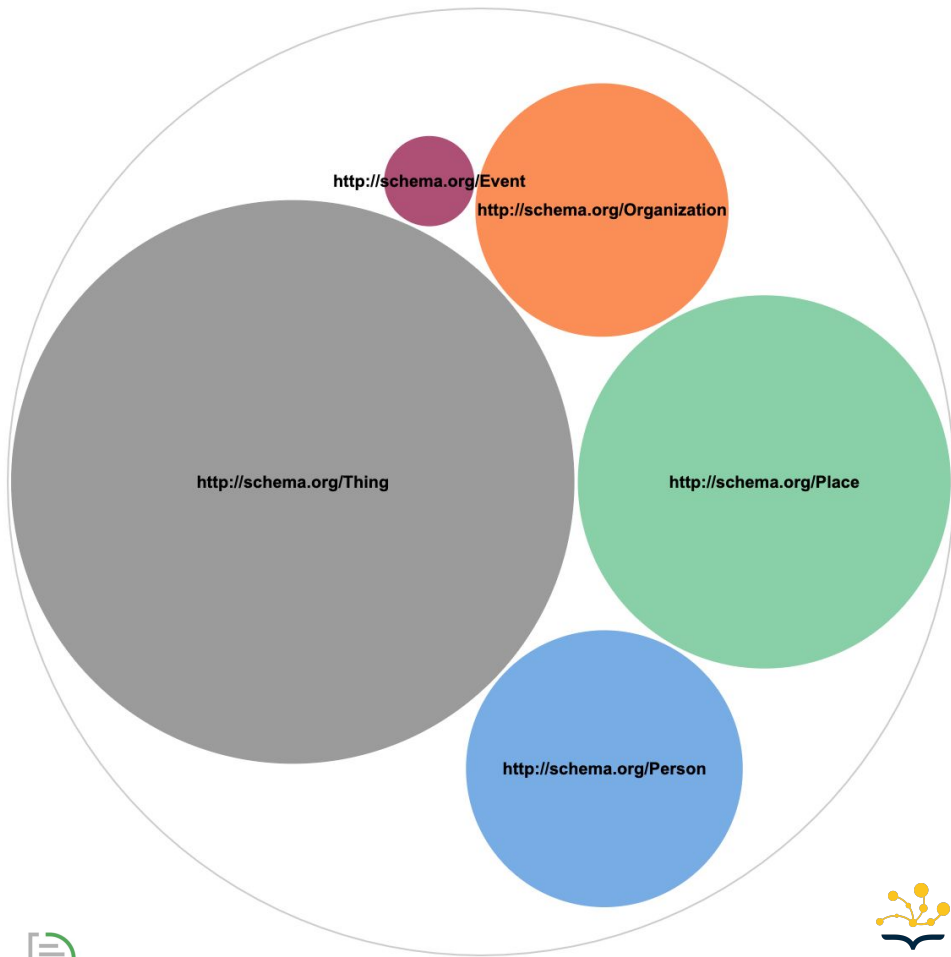 http://schema.org/Event
http://schema.org/Organization
http://schema.org/Thing
http://schema.org/Place
http://schema.org/Person